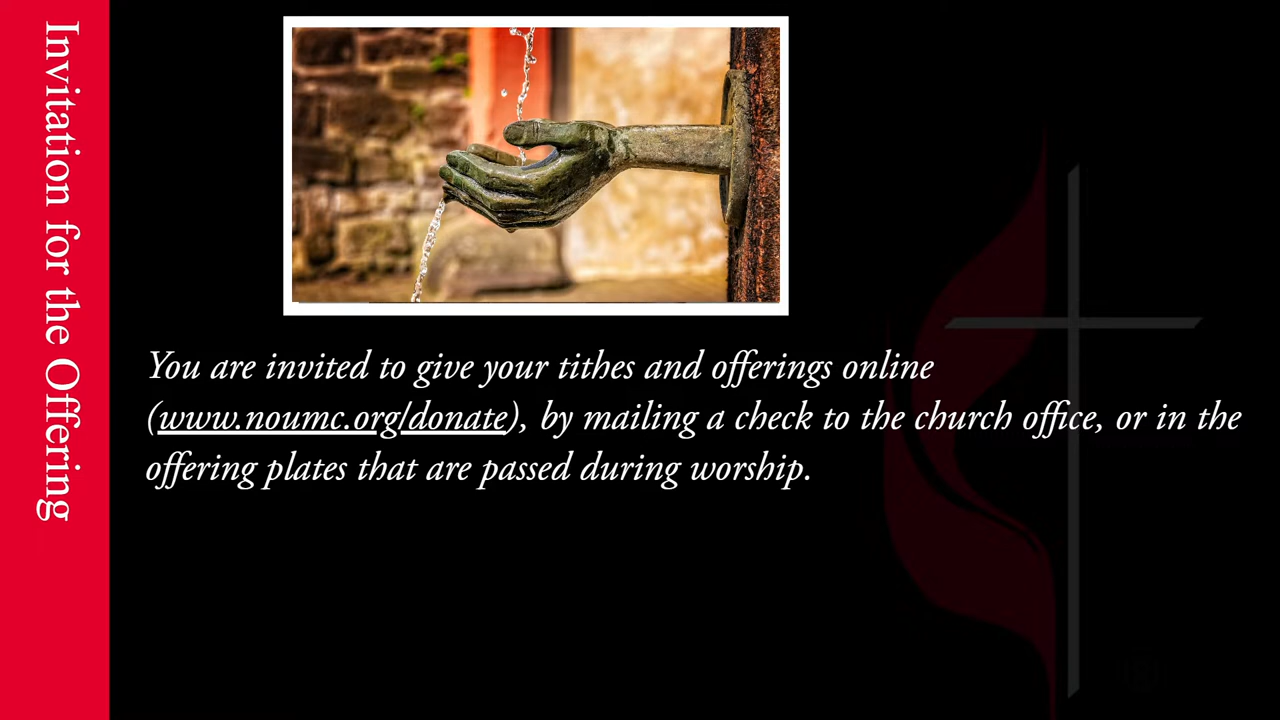 Invitation for the Offering
You are invited to give your tithes and offerings online
(www.noumc.org/donate), by mailing a check to the church office, or in the
offering plates that are passed during worship.